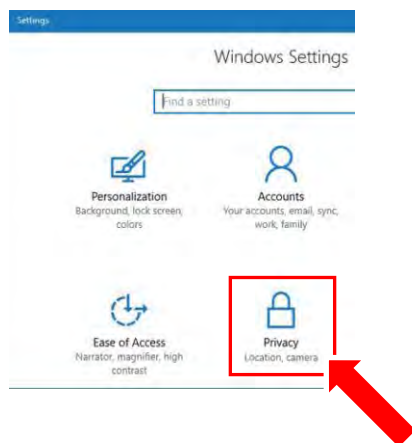 Settings
Windows Settings
Find a setting
Personalization
Background, lock screen,
colors
Accounts
Your accounts, email, sync,
work, family
Ease of Access
Narrator, magnifier, high
contrast
Privacy
Location, camera